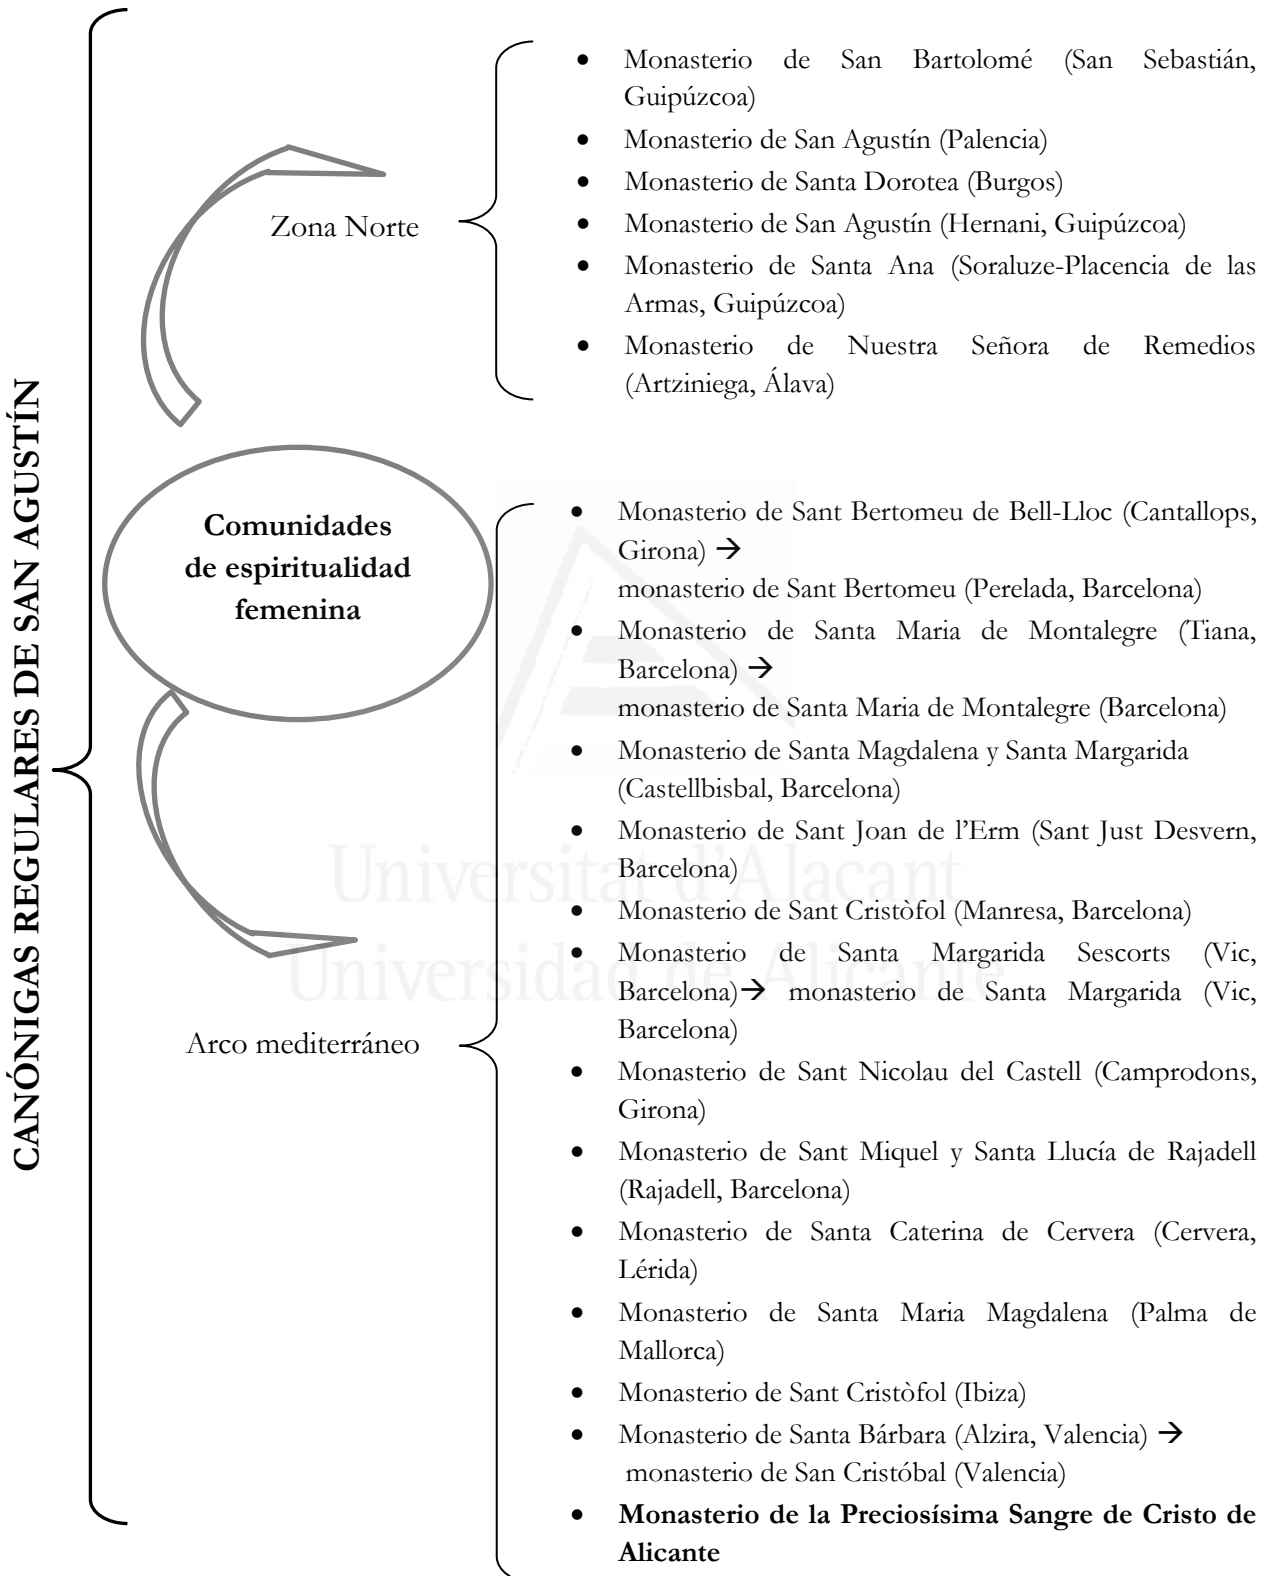 CANÓNIGAS REGULARES DE SAN AGUSTÍN
Zona Norte
• Monasterio de San Bartolomé (San Sebastián,
Guipúzcoa)
• Monasterio de San Agustín (Palencia)
• Monasterio de Santa Dorotea (Burgos)
• Monasterio de San Agustín (Hernani, Guipúzcoa)
• Monasterio de Santa Ana (Soraluze-Placencia de las
Armas, Guipúzcoa)
• Monasterio de Nuestra Señora de Remedios
(Artziniega, Álava)
Comunidades
de espiritualidad
femenina
Arco mediterráneo
• Monasterio de Sant Bertomeu de Bell-Lloc (Cantallops,
Girona) →
monasterio de Sant Bertomeu (Perelada, Barcelona)
• Monasterio de Santa Maria de Montalegre (Tiana,
Barcelona) →
monasterio de Santa Maria de Montalegre (Barcelona)
• Monasterio de Santa Magdalena y Santa Margarida
(Castellbisbal, Barcelona)
• Monasterio de Sant Joan de l’Erm (Sant Just Desvern,
Barcelona)
• Monasterio de Sant Cristòfol (Manresa, Barcelona)
• Monasterio de Santa Margarida Sescorts (Vic,
Barcelona)→ monasterio de Santa Margarida (Vic,
Barcelona)
• Monasterio de Sant Nicolau del Castell (Camprodons,
Girona)
• Monasterio de Sant Miquel y Santa Llucía de Rajadell
(Rajadell, Barcelona)
• Monasterio de Santa Caterina de Cervera (Cervera,
Lérida)
• Monasterio de Santa Maria Magdalena (Palma de
Mallorca)
• Monasterio de Sant Cristòfol (Ibiza)
• Monasterio de Santa Bárbara (Alzira, Valencia) →
monasterio de San Cristóbal (Valencia)
• Monasterio de la Preciosísima Sangre de Cristo de
Alicante
Universitat d’Alacant
Universidad de Alicante